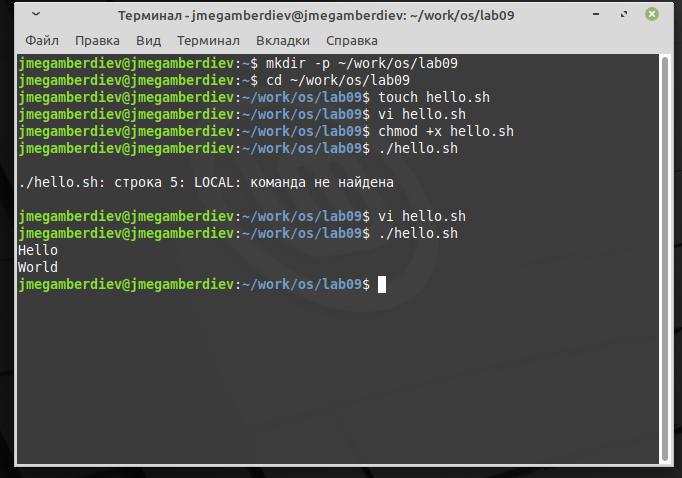 Терминал - jmegamberdiev@jmegamberdiev: ~/work/os/lab09
Файл Правка Вид Терминал Вкладки Справка
jmegamberdiev@jmegamberdiev:~$ mkdir -p ~/work/os/lab09
jmegamberdiev@jmegamberdiev:~$ cd ~/work/os/lab09
jmegamberdiev@jmegamberdiev:~/work/os/lab09$ touch hello.sh
jmegamberdiev@jmegamberdiev:~/work/os/lab09$ vi hello.sh
jmegamberdiev@jmegamberdiev:~/work/os/lab09$ chmod +x hello.sh
jmegamberdiev@jmegamberdiev:~/work/os/lab09$ ./hello.sh
./hello.sh: строка 5: LOCAL: команда не найдена
jmegamberdiev@jmegamberdiev:~/work/os/lab09$ vi hello.sh
jmegamberdiev@jmegamberdiev:~/work/os/lab09$ ./hello.sh
Hello
World
jmegamberdiev@jmegamberdiev:~/work/os/lab09$